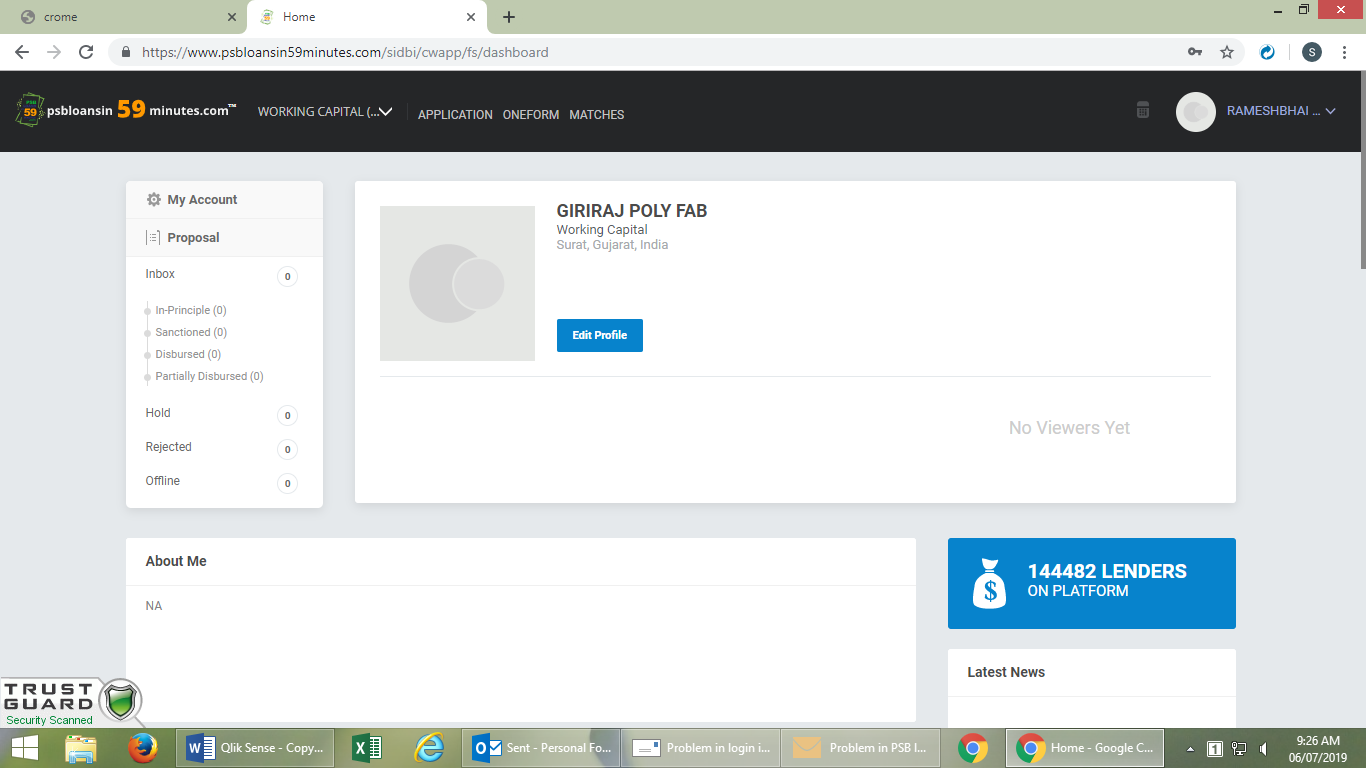 crome
Home
https://www.psbloansin59minutes.com/sidbi/cwapp/fs/dashboard
S
PSB
59
psbloansin 59 minutes.com™
WORKING CAPITAL (...
APPLICATION ONEFORM MATCHES
RAMESHBHAI ...
My Account
Proposal
Inbox 0
In-Principle (0)
Sanctioned (0)
Disbursed (0)
Partially Disbursed (0)
Hold 0
Rejected 0
Offline 0
GIRIRAJ POLY FAB
Working Capital
Surat, Gujarat, India
Edit Profile
No Viewers Yet
About Me
NA
$
144482 LENDERS
ON PLATFORM
Latest News
TRUST
GUARD
Security Scanned
Qlik Sense - Copy...
Sent - Personal Fo...
Problem in login i...
Problem in PSB l...
Home - Google C...
1
9:26 AM
06/07/2019